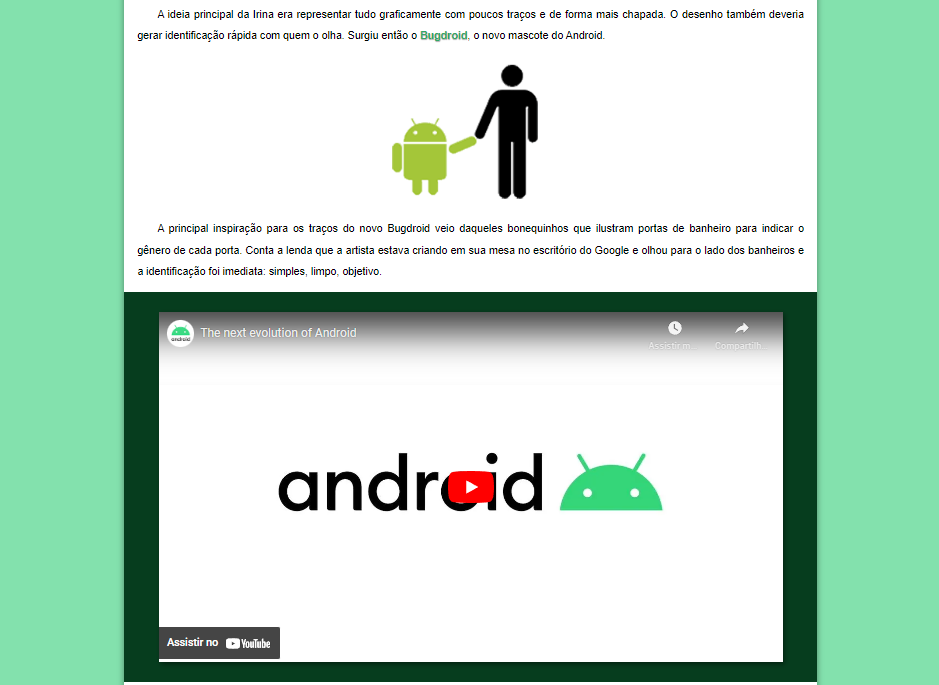 A ideia principal da Irina era representar tudo graficamente com poucos traços e de forma mais chapada. O desenho também deveria
gerar identificação rápida com quem o olha. Surgiu então o Bugdroid, o novo mascote do Android.
A principal inspiração para os traços do novo Bugdroid veio daqueles bonequinhos que ilustram portas de banheiro para indicar o
gênero de cada porta. Conta a lenda que a artista estava criando em sua mesa no escritório do Google e olhou para o lado dos banheiros e
a identificação foi imediata: simples, limpo, objetivo.
android
The next evolution of Android
Assistir m...
Compartilh...
android
Assistir no YouTube